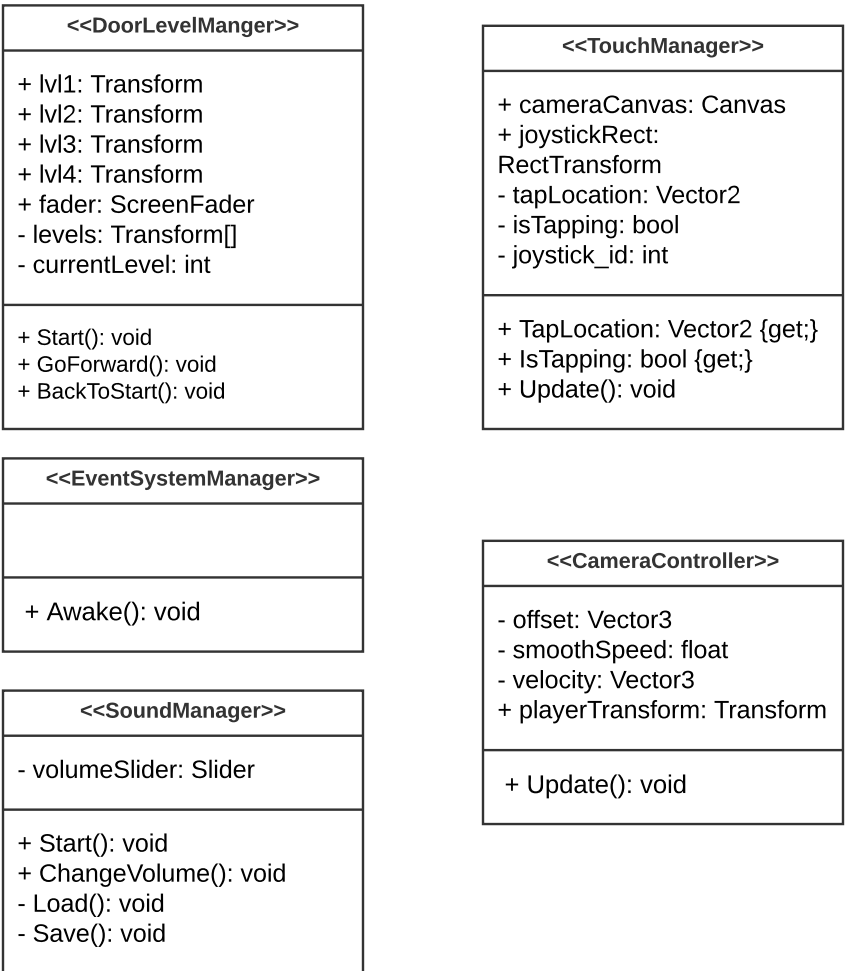 <<DoorLevelManger>>
+ lvl1: Transform
+ lvl2: Transform
+ lvl3: Transform
+ lvl4: Transform
+ fader: ScreenFader
- levels: Transform[]
- currentLevel: int
+ Start(): void
+ GoForward(): void
+ BackToStart(): void
<<EventSystemManager>>
+ Awake(): void
<<SoundManager>>
- volumeSlider: Slider
+ Start(): void
+ ChangeVolume(): void
- Load(): void
- Save(): void
<<TouchManager>>
+ cameraCanvas: Canvas
+ joystickRect:
RectTransform
- tapLocation: Vector2
- isTapping: bool
- joystick_id: int
+ TapLocation: Vector2 {get;}
+ IsTapping: bool {get;}
+ Update(): void
<<CameraController>>
- offset: Vector3
- smoothSpeed: float
- velocity: Vector3
+ playerTransform: Transform
+ Update(): void